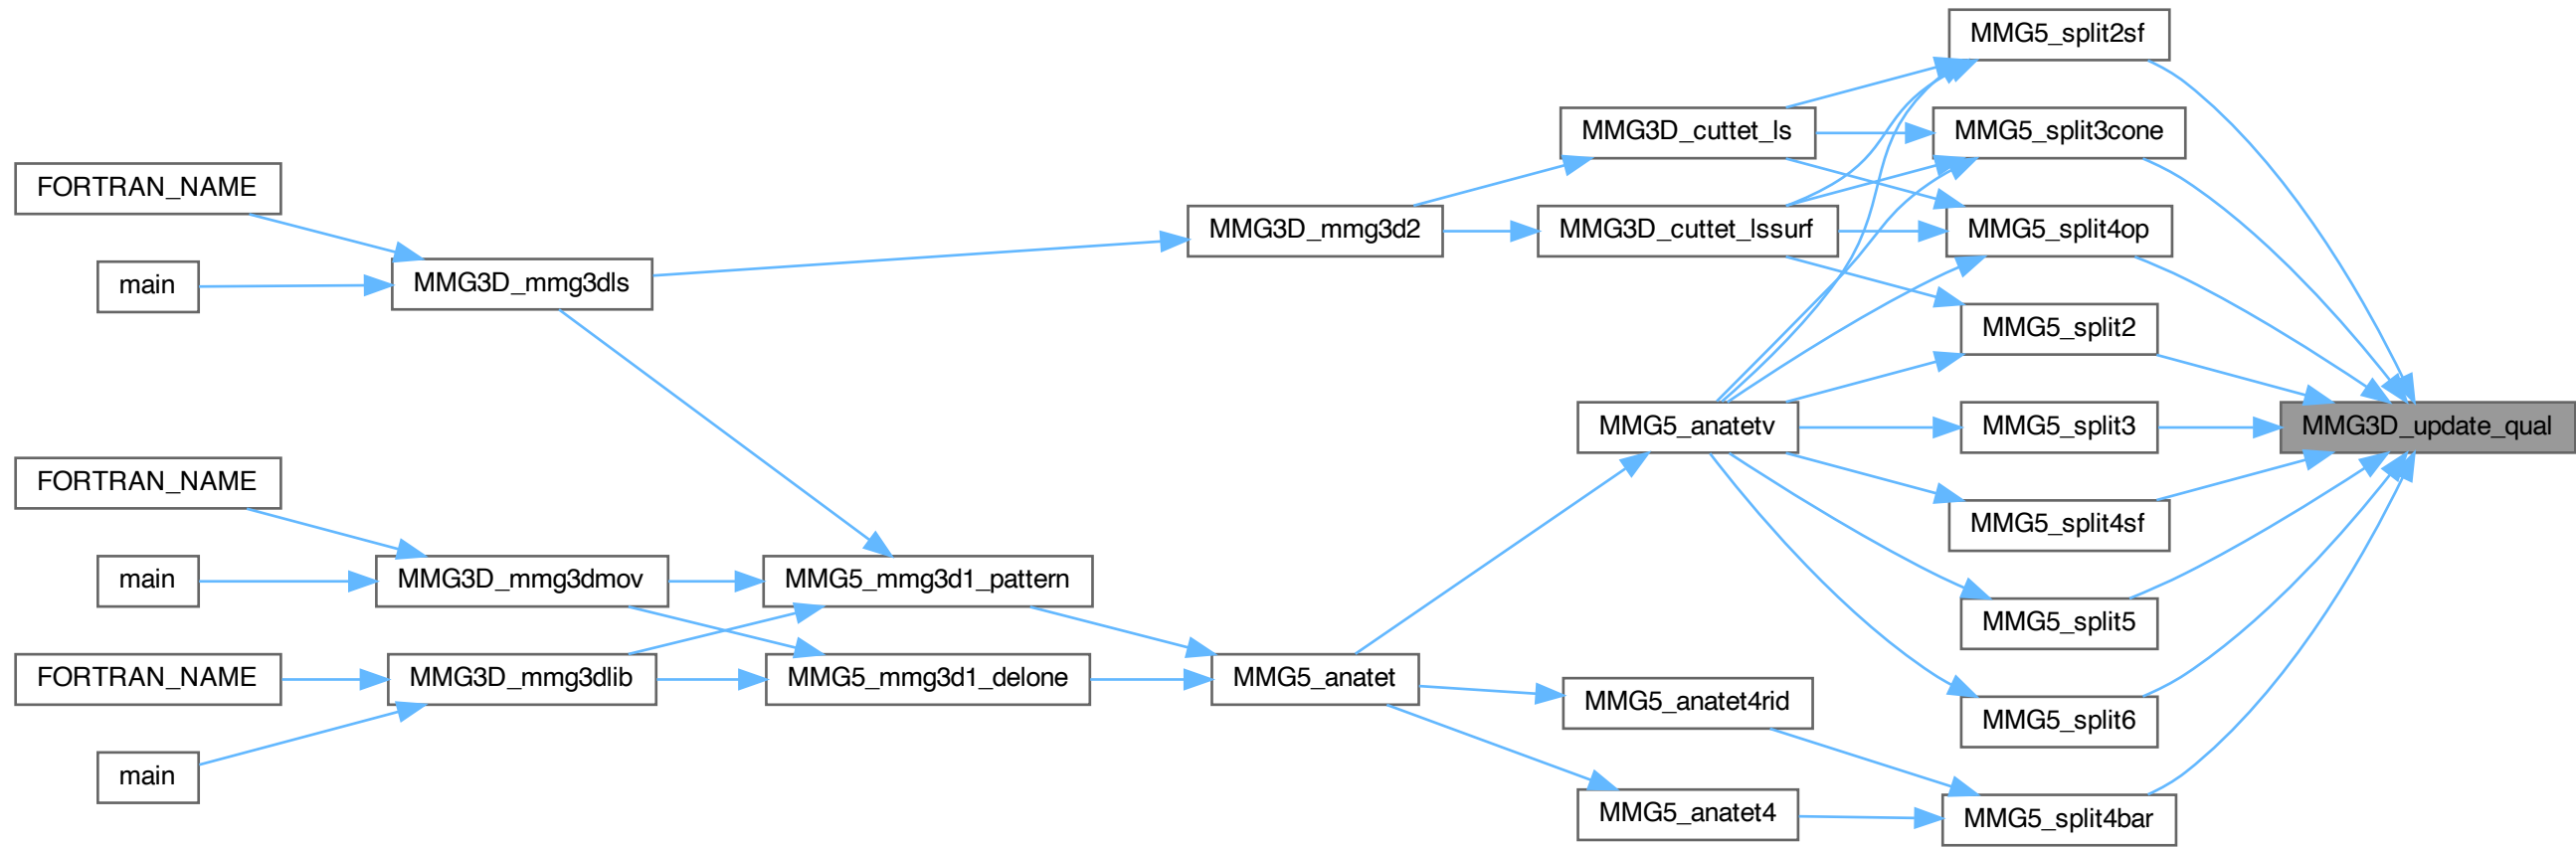 MMG5_split2sf
MMG3D_cuttet_ls
MMG5_split3cone
FORTRAN_NAME
MMG3D_mmg3d2
MMG3D_cuttet_lssurf
MMG5_split4op
main
MMG3D_mmg3dls
MMG5_split2
MMG5_anatetv
MMG5_split3
MMG3D_update_qual
FORTRAN_NAME
MMG5_split4sf
main
MMG3D_mmg3dmov
MMG5_mmg3d1_pattern
MMG5_split5
FORTRAN_NAME
MMG3D_mmg3dlib
MMG5_mmg3d1_delone
MMG5_anatet
MMG5_anatet4rid
MMG5_split6
main
MMG5_anatet4
MMG5_split4bar